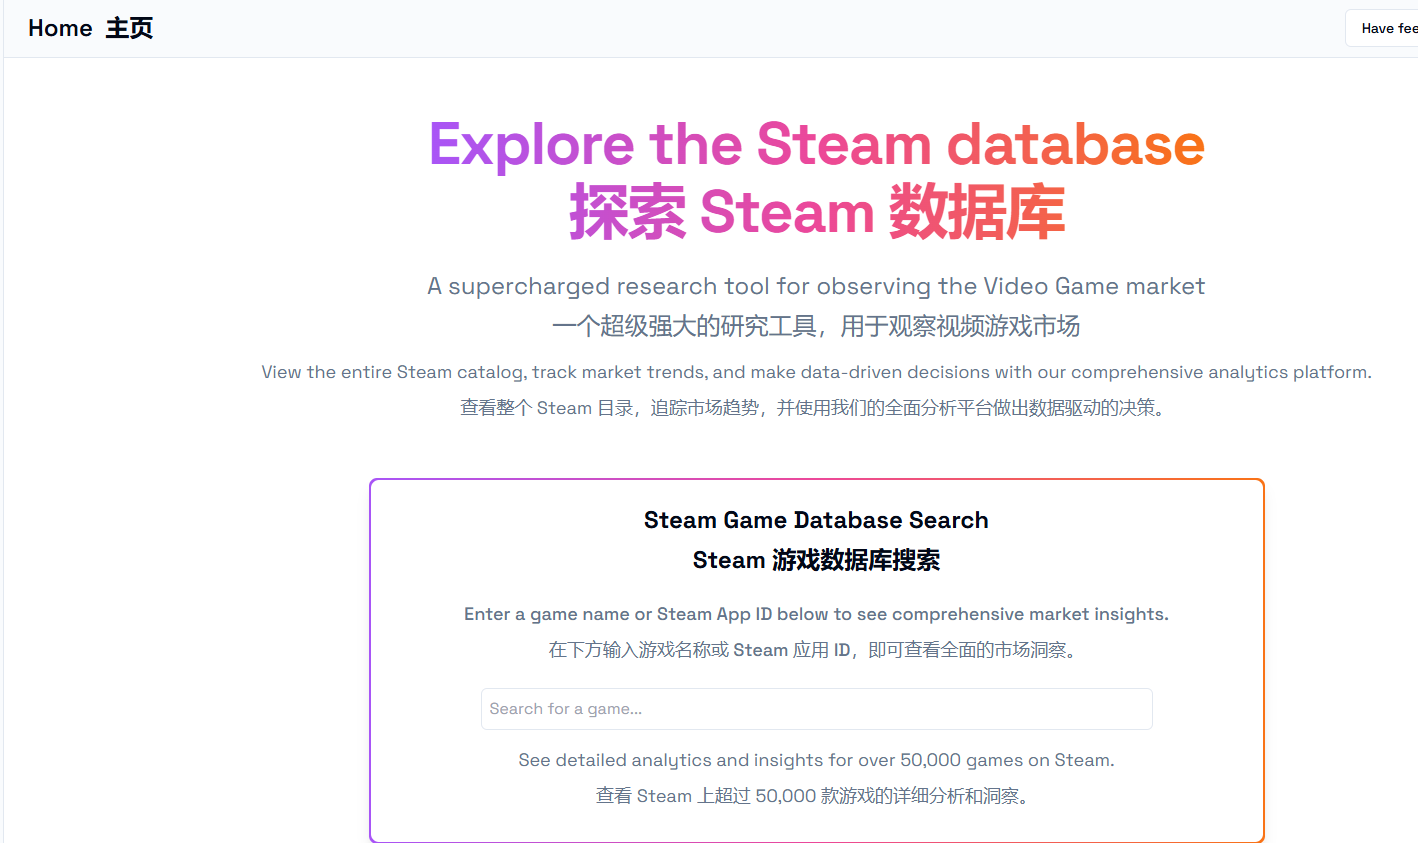 Home 主页
Have fee
Explore the Steam database
探索 Steam 数据库
A supercharged research tool for observing the Video Game market
一个超级强大的研究工具，用于观察视频游戏市场
View the entire Steam catalog, track market trends, and make data-driven decisions with our comprehensive analytics platform.
查看整个 Steam 目录，追踪市场趋势，并使用我们的全面分析平台做出数据驱动的决策。
Steam Game Database Search
Steam 游戏数据库搜索
Enter a game name or Steam App ID below to see comprehensive market insights.
在下方输入游戏名称或 Steam 应用 ID，即可查看全面的市场洞察。
Search for a game...
See detailed analytics and insights for over 50,000 games on Steam.
查看 Steam 上超过 50,000 款游戏的详细分析和洞察。